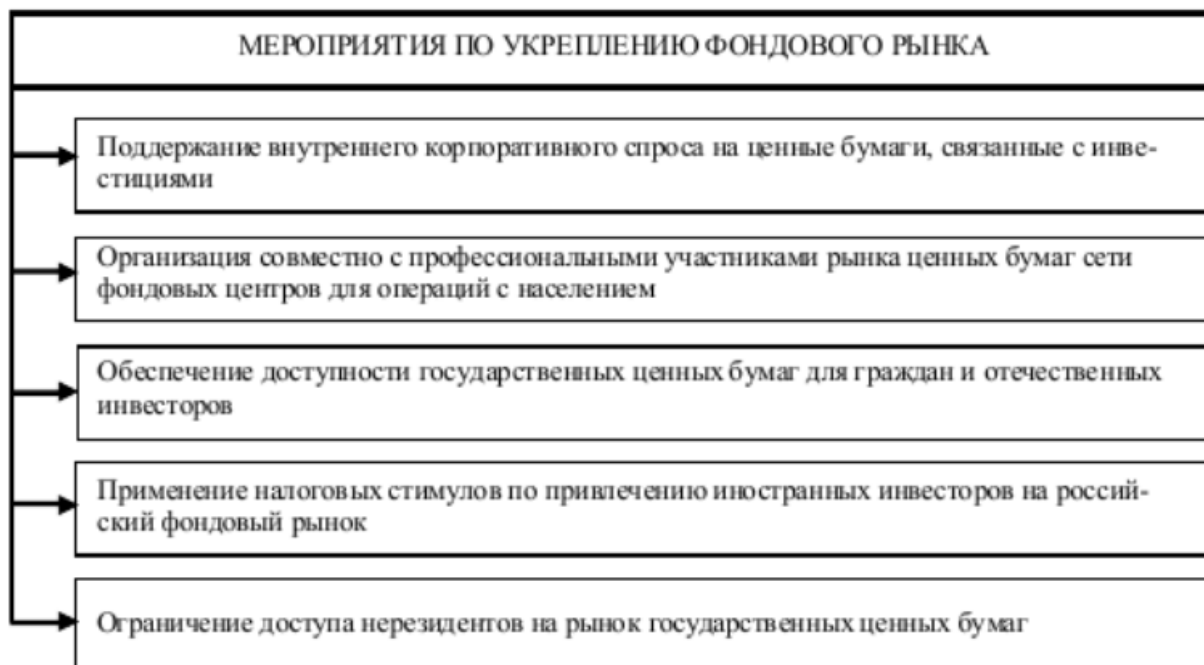 МЕРОПРИЯТИЯ ПО УКРЕПЛЕНИЮ ФОНДОВОГО РЫНКА
Поддержание внутреннего корпоративного спроса на ценные бумаги, связанные с инве-
стициями
Организация совместно с профессиональными участниками рынка ценных бумаг сети
фондовых центров для операций с населением
Обеспечение доступности государственных ценных бумаг для граждан и отечественных
инвесторов
Применение налоговых стимулов по привлечению иностранных инвесторов на россий-
ский фондовый рынок
Ограничение доступа нерезидентов на рынок государственных ценных бумаг